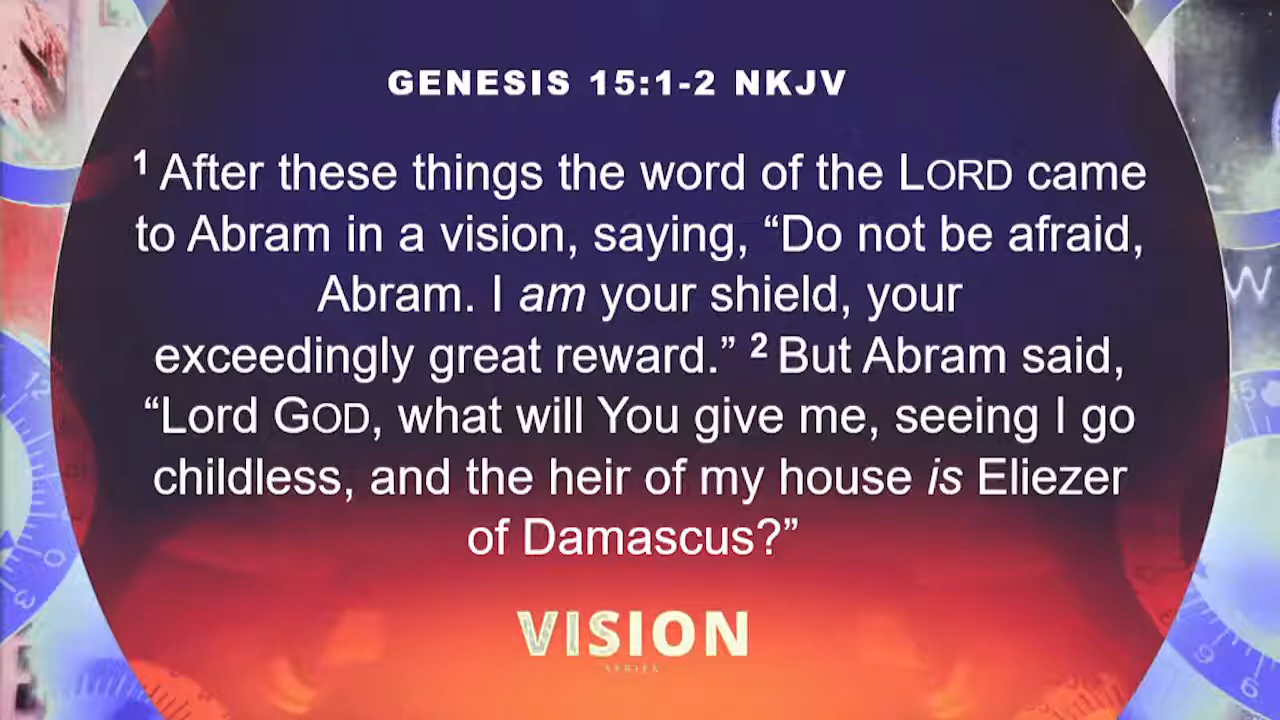 GENESIS 15:1-2 NKJV
1 After these things the word of the LORD came
to Abram in a vision, saying, “Do not be afraid,
Abram. I am your shield, your
exceedingly great reward.” 2 But Abram said,
“Lord GOD, what will You give me, seeing I go
childless, and the heir of my house is Eliezer
of Damascus?”
VISION
SERIES